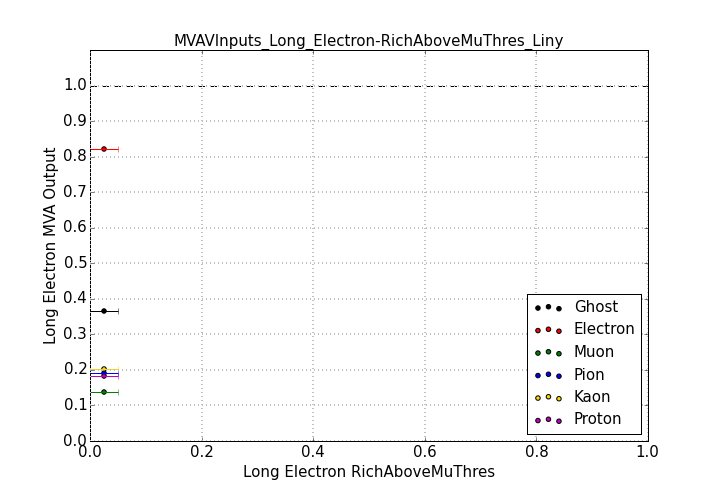 MVAVInputs_Long_Electron-RichAboveMuThres_Liny
Long Electron MVA Output
1.0
0.9
0.8
0.7
0.6
0.5
0.4
0.3
0.2
0.1
0.0
0.0 0.2 0.4 0.6 0.8 1.0
Long Electron RichAboveMuThres
Ghost
Electron
Muon
Pion
Kaon
Proton